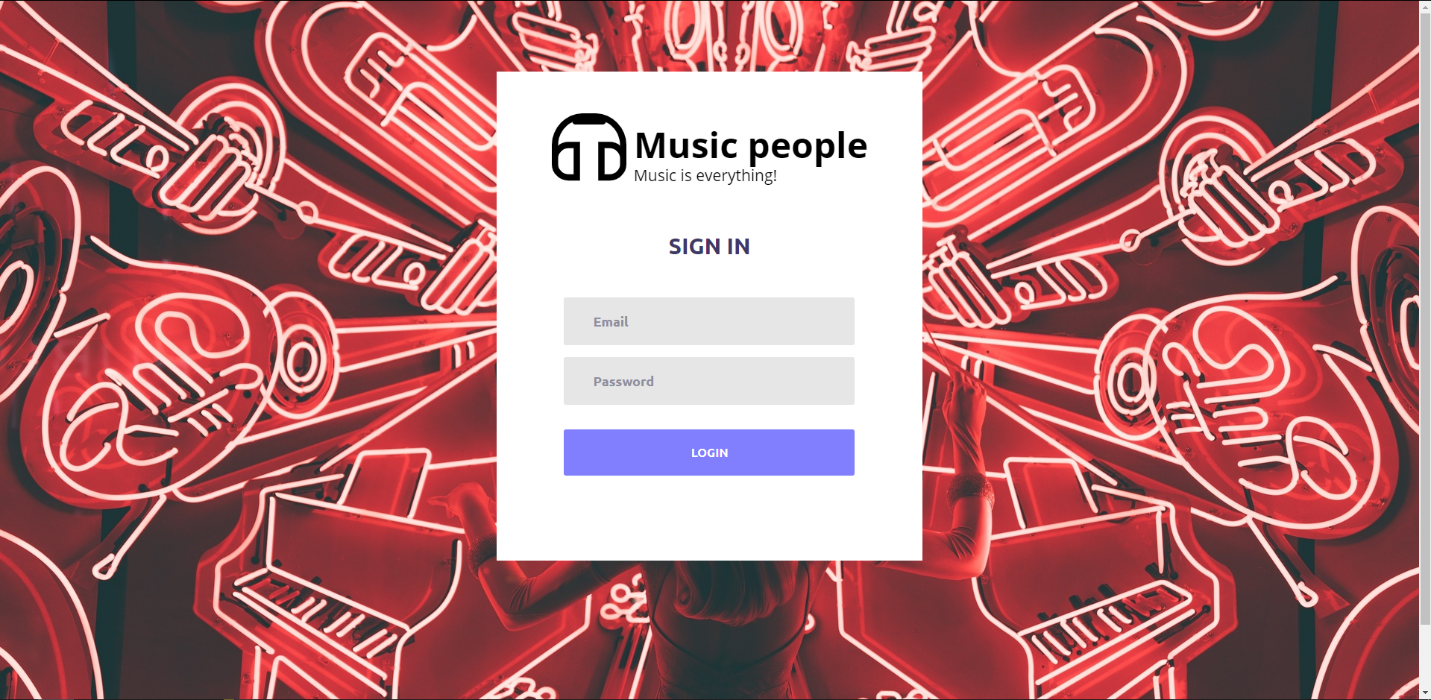 Music people
Music is everything!
SIGN IN
Email
Password
LOGIN